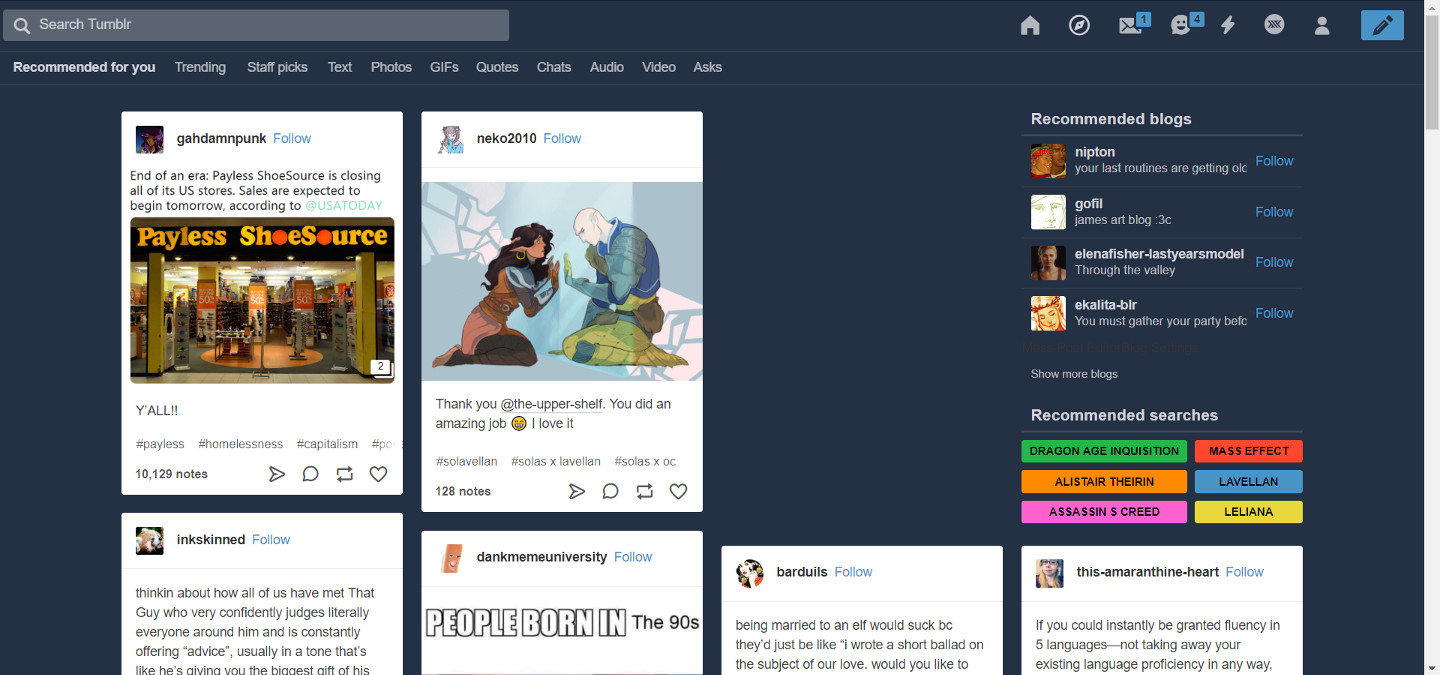 Search Tumblr
1
4
Recommended for you Trending Staff picks Text Photos GIFs Quotes Chats Audio Video Asks
gahdamnpunk Follow
End of an era: Payless ShoeSource is closing
all of its US stores. Sales are expected to
begin tomorrow, according to @USATODAY
Payless ShoeSource
50
50
50
2
Y'ALL!!
#payless #homelessness #capitalism #pov
10,129 notes
inkskinned Follow
thinkin about how all of us have met That
Guy who very confidently judges literally
everyone around him and is constantly
offering “advice”, usually in a tone that’s
like he’s giving you the biggest gift of his
neko2010 Follow
Thank you @the-upper-shelf. You did an
amazing job 😁 I love it
#solavellan #solas x lavellan #solas x oc
128 notes
dankmemeuniversity Follow
PEOPLE BORN IN The 90s
barduils Follow
being married to an elf would suck bc
they’d just be like “i wrote a short ballad on
the subject of our love. would you like to
Recommended blogs
nipton
your last routines are getting old
Follow
gofil
james art blog :3c
Follow
elenafisher-lastyearsmodel
Through the valley
Follow
ekalita-blr
You must gather your party befo
Follow
Mass Post Editor Blog Settings
Show more blogs
Recommended searches
DRAGON AGE INQUISITION MASS EFFECT
ALISTAIR THEIRIN LAVELLAN
ASSASSIN S CREED LELIANA
this-amaranthine-heart Follow
If you could instantly be granted fluency in
5 languages—not taking away your
existing language proficiency in any way,